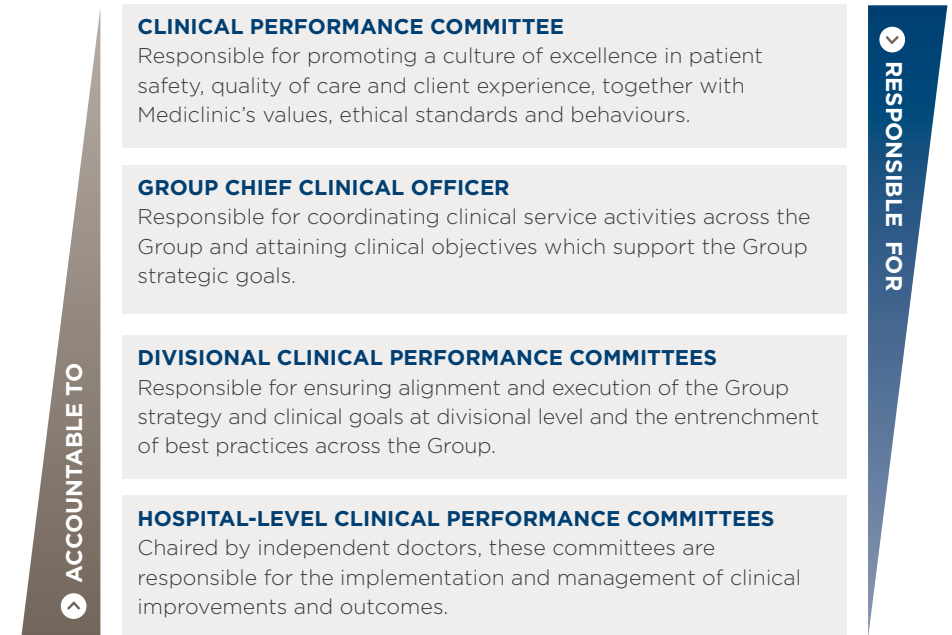 CLINICAL PERFORMANCE COMMITTEE
Responsible for promoting a culture of excellence in patient
safety, quality of care and client experience, together with
Mediclinic’s values, ethical standards and behaviours.
GROUP CHIEF CLINICAL OFFICER
Responsible for coordinating clinical service activities across the
Group and attaining clinical objectives which support the Group
strategic goals.
DIVISIONAL CLINICAL PERFORMANCE COMMITTEES
Responsible for ensuring alignment and execution of the Group
strategy and clinical goals at divisional level and the entrenchment
of best practices across the Group.
HOSPITAL-LEVEL CLINICAL PERFORMANCE COMMITTEES
Chaired by independent doctors, these committees are
responsible for the implementation and management of clinical
improvements and outcomes.
ACCOUNTABLE TO
RESPONSIBLE FOR